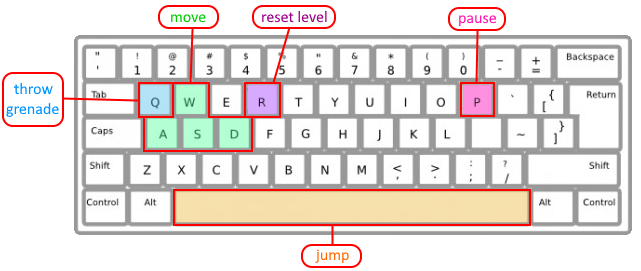 move
reset level
pause
" ! @ # $ % " & * ( ) _ + Backspace
' 1 2 3 4 5 6 7 8 9 0 - =
throw
grenade
Tab Q W E R T Y U I O P ` { [ Return
Caps A S D F G H J K L ~ } ]
Shift Z X C V B N M < , > . : ; ? / Shift
Control Alt Alt Control
jump